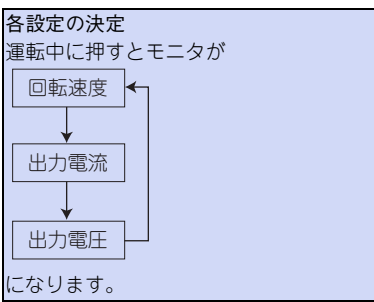 各設定の決定
運転中に押すとモニタが
回転速度
出力電流
出力電圧
になります。